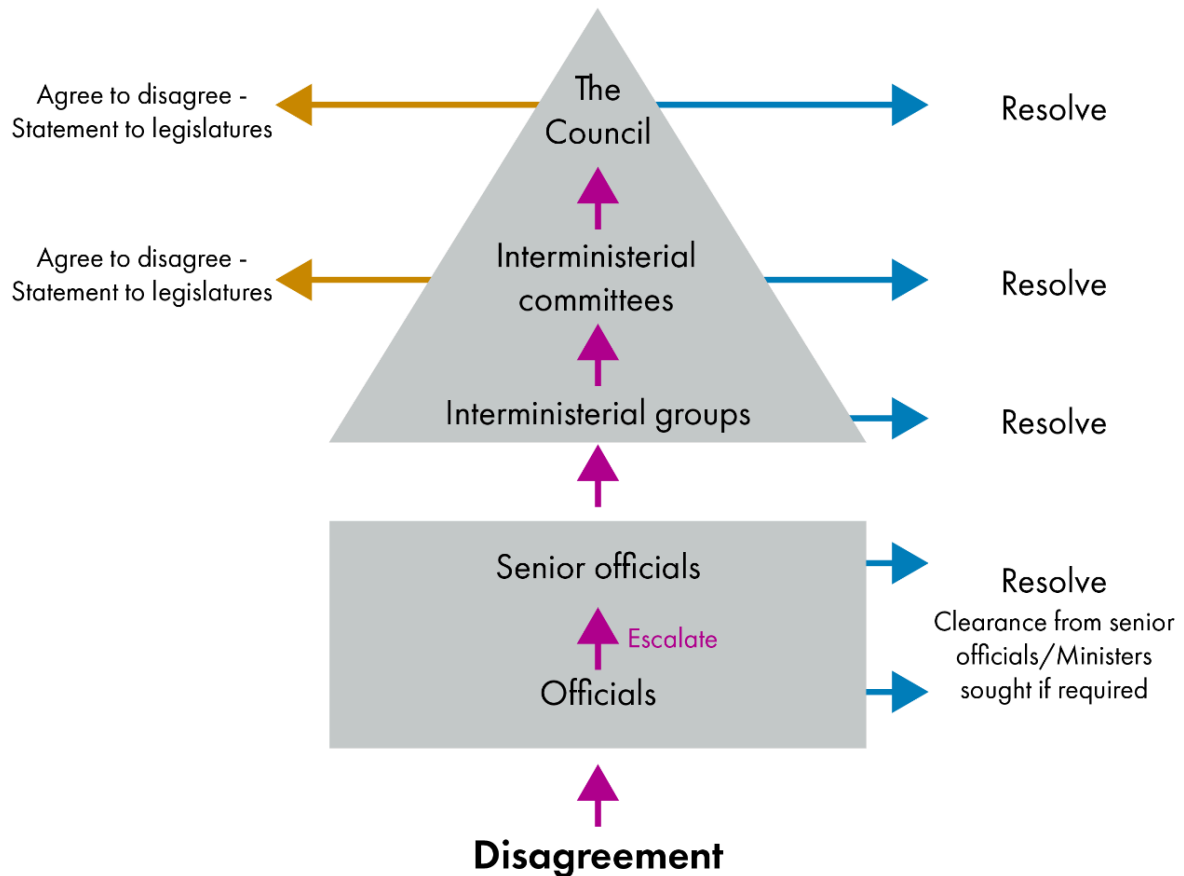 Agree to disagree -
Statement to legislatures
The
Council
Resolve
Agree to disagree -
Statement to legislatures
Interministerial
committees
Resolve
Interministerial groups
Resolve
Senior officials
Escalate
Officials
Resolve
Clearance from senior
officials/Ministers
sought if required
Disagreement